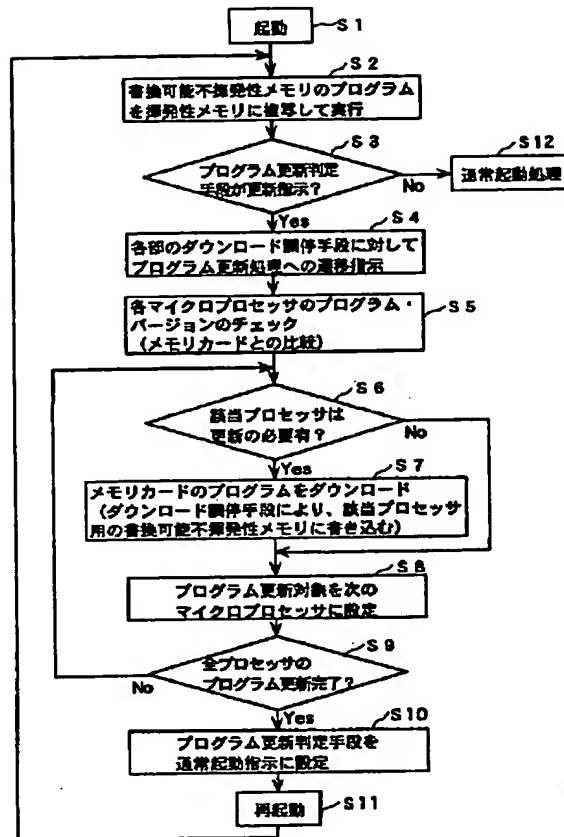 起動
S1
S2
書換可能不揮発性メモリのプログラム
を揮発性メモリに複写して実行
S3
プログラム更新判定
手段が更新指示?
No
S12
通常起動処理
Yes
S4
各部のダウンロード調停手段に対して
プログラム更新処理への遷移指示
各マイクロプロセッサのプログラム・
バージョンのチェック
(メモリカードとの比較)
S5
S6
該当プロセッサは
更新の必要有?
No
Yes
S7
メモリカードのプログラムをダウンロード
(ダウンロード調停手段により、該当プロセッサ
用の書換可能不揮発性メモリに書き込む)
S8
プログラム更新対象を次の
マイクロプロセッサに設定
S9
全プロセッサの
プログラム更新完了?
No
Yes
S10
プログラム更新判定手段を
通常起動指示に設定
再起動
S11